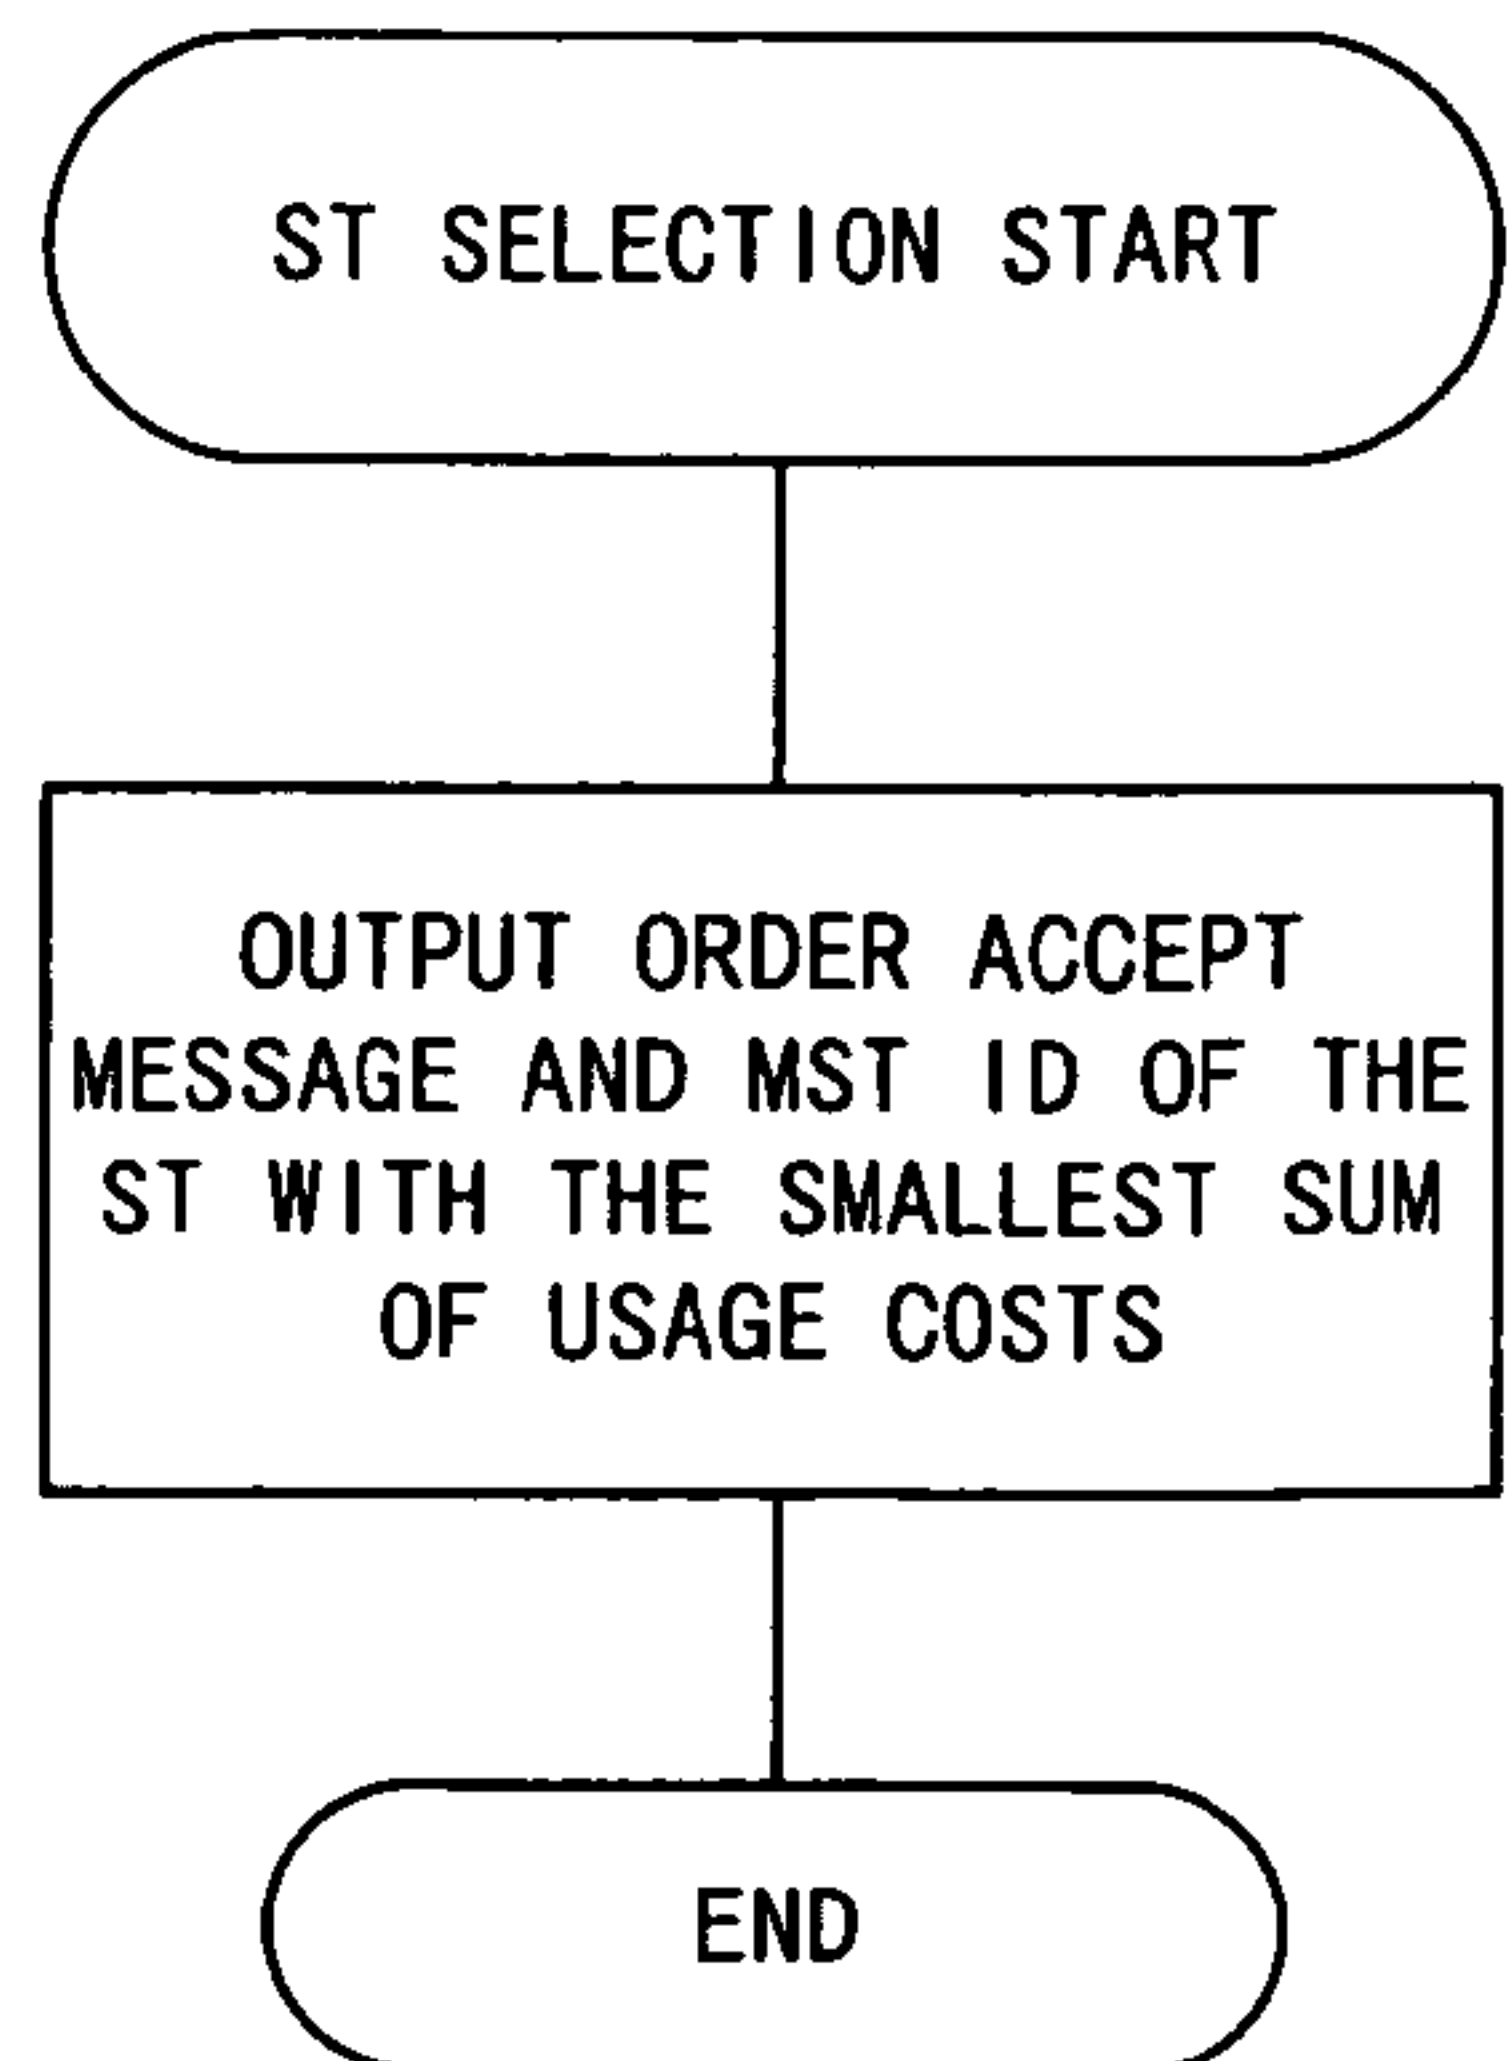 ST SELECTION START
OUTPUT ORDER ACCEPT
MESSAGE AND MST ID OF THE
ST WITH THE SMALLEST SUM
OF USAGE COSTS
END